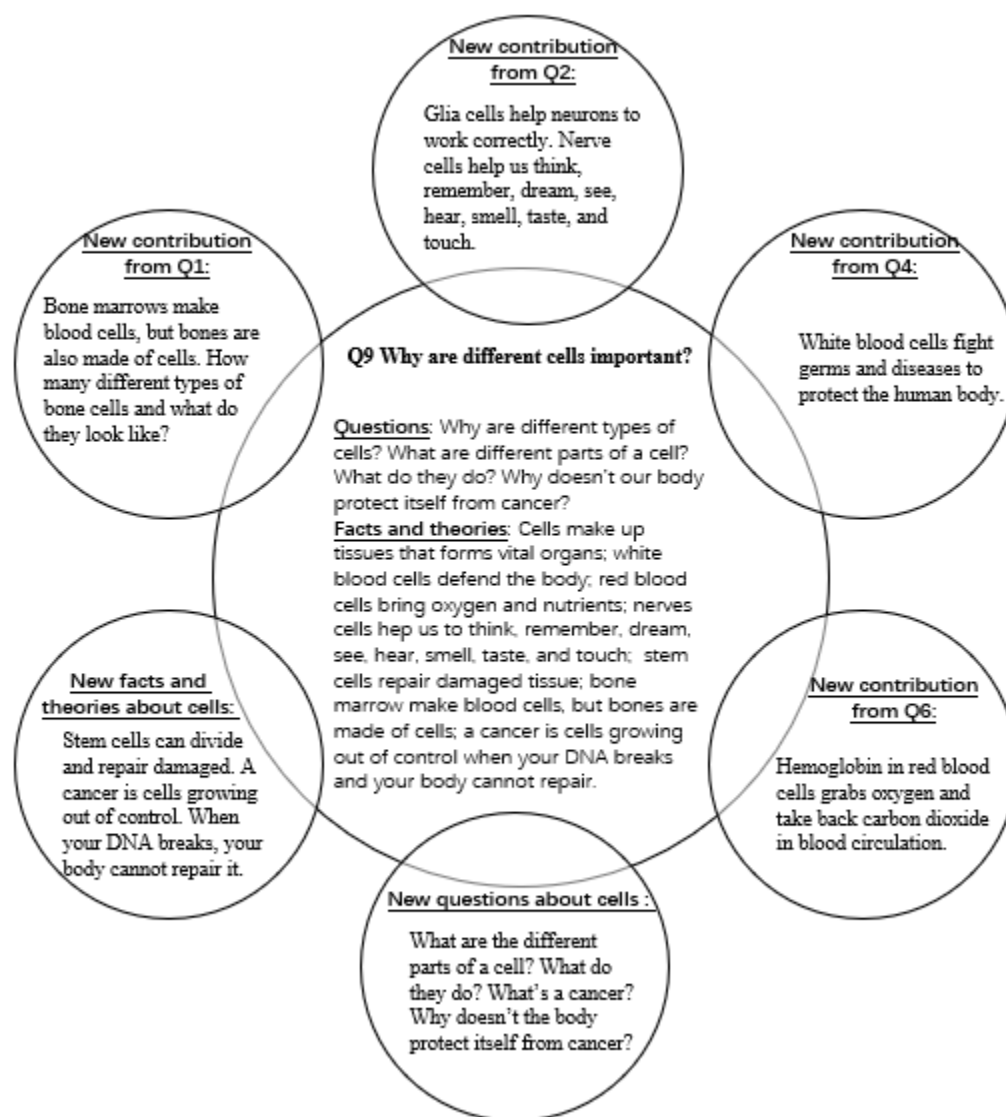 New contribution
from Q2:
Glia cells help neurons to
work correctly. Nerve
cells help us think,
remember, dream, see,
hear, smell, taste, and
touch.
New contribution
from Q1:
Bone marrows make
blood cells, but bones are
also made of cells. How
many different types of
bone cells and what do
they look like?
New contribution
from Q4:
White blood cells fight
germs and diseases to
protect the human body.
Q9 Why are different cells important?
Questions: Why are different types of
cells? What are different parts of a cell?
What do they do? Why doesn't our body
protect itself from cancer?
Facts and theories: Cells make up
tissues that forms vital organs; white
blood cells defend the body; red blood
cells bring oxygen and nutrients; nerves
cells hep us to think, remember, dream,
see, hear, smell, taste, and touch;  stem
cells repair damaged tissue; bone
marrow make blood cells, but bones are
made of cells; a cancer is cells growing
out of control when your DNA breaks
and your body cannot repair.
New facts and
theories about cells:
Stem cells can divide
and repair damaged. A
cancer is cells growing
out of control. When
your DNA breaks, your
body cannot repair it.
New contribution
from Q6:
Hemoglobin in red blood
cells grabs oxygen and
take back carbon dioxide
in blood circulation.
New questions about cells :
What are the different
parts of a cell? What do
they do? What's a cancer?
Why doesn't the body
protect itself from cancer?